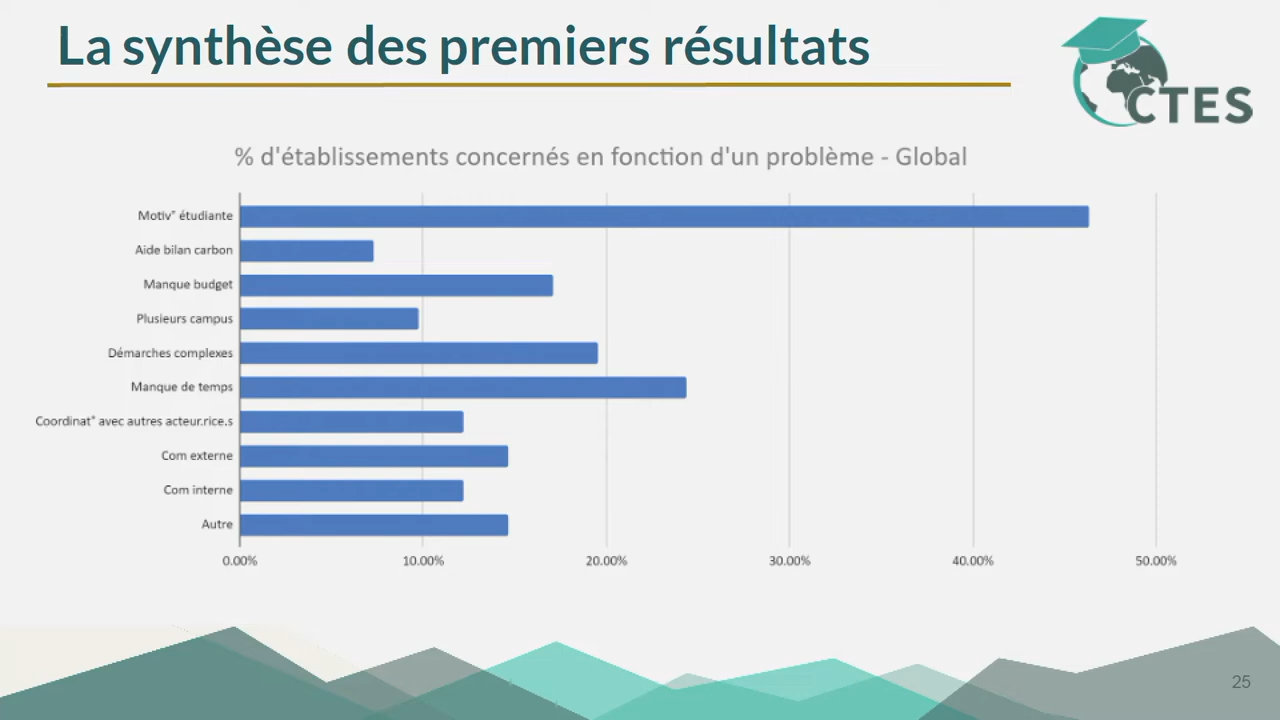 La synthèse des premiers résultats
CTES
% d'établissements concernés en fonction d'un problème - Global
Motiv° étudiante
Aide bilan carbon
Manque budget
Plusieurs campus
Démarches complexes
Manque de temps
Coordinat° avec autres acteur.rice.s
Com externe
Com interne
Autre
0.00% 10.00% 20.00% 30.00% 40.00% 50.00%
25